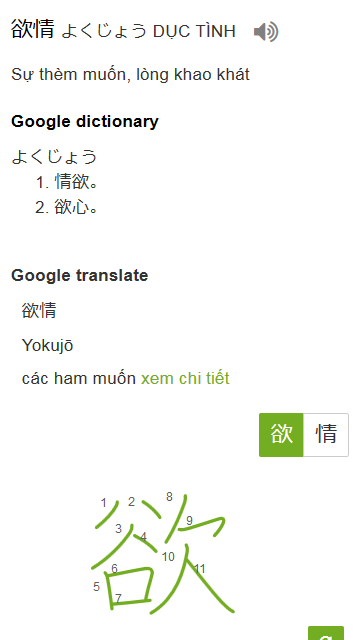 欲情 よくじょう DỤC TÌNH
Sự thèm muốn, lòng khao khát
Google dictionary
よくじょう
1. 情欲。
2. 欲心。
Google translate
欲情
Yokujō
các ham muốn xem chi tiết
欲 情
1 2 8
3 4 9
6 10 11
5 7
欲